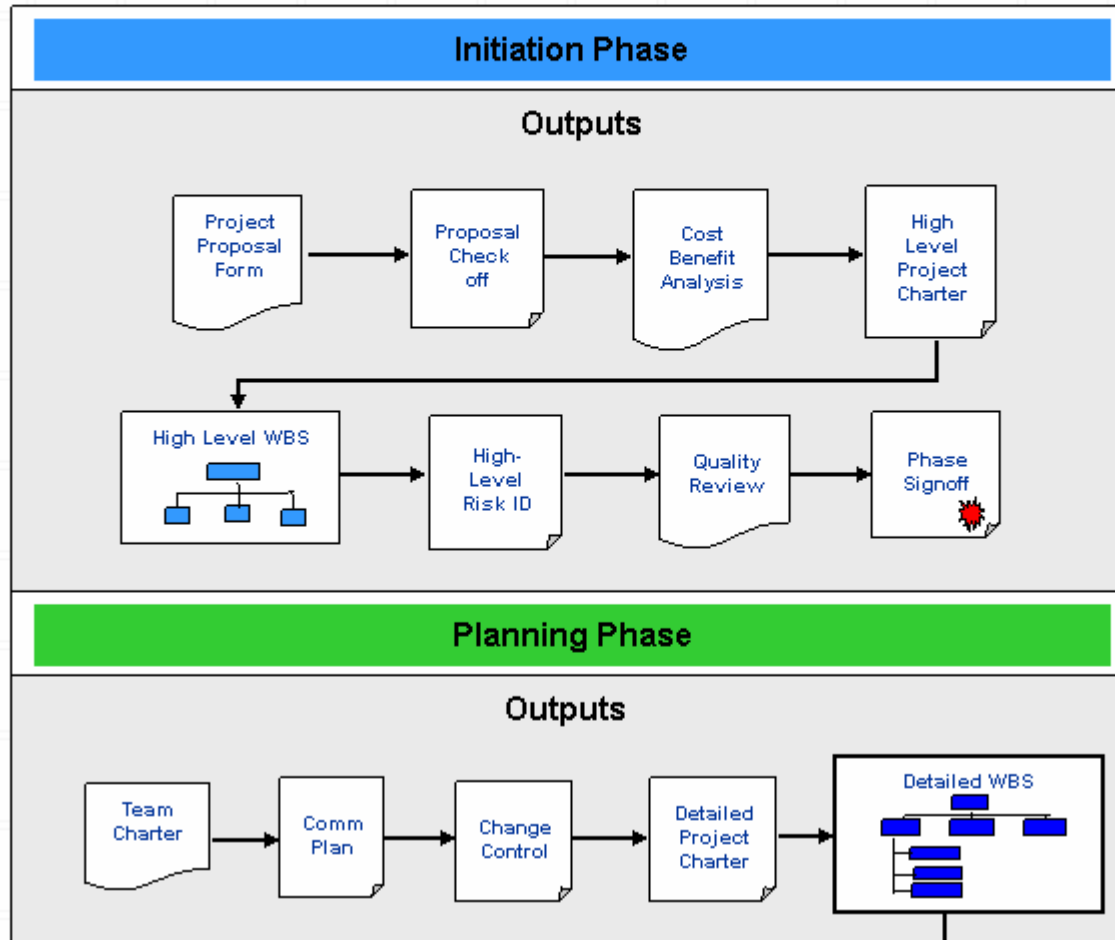 Initiation Phase
Outputs
Project
Proposal
Form
Proposal
Check
off
Cost
Benefit
Analysis
High
Level
Project
Charter
High Level WBS
High-
Level
Risk ID
Quality
Review
Phase
Signoff
Planning Phase
Outputs
Team
Charter
Comm
Plan
Change
Control
Detailed
Project
Charter
Detailed WBS